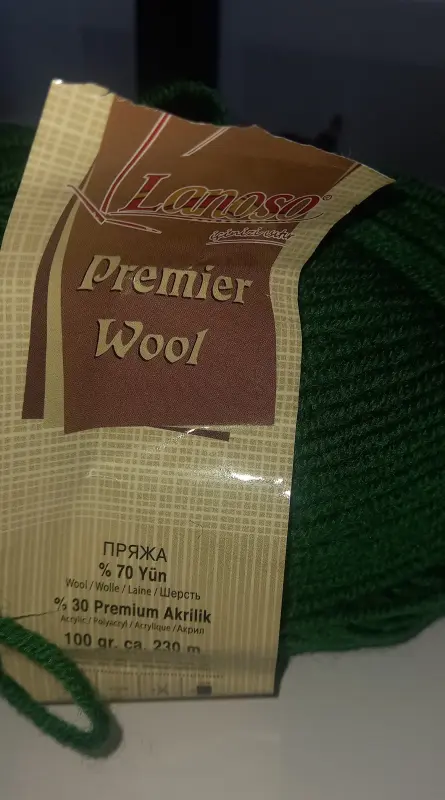 Lanoso®
Premier
Wool
ПРЯЖА
% 70 Yün
Wool / Wolle / Laine / Шерсть
% 30 Premium Akrilik
Acrylic / Polyacryl / Acrylique / Акрил
100 gr. ca. 230 m